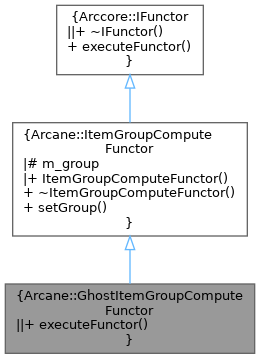 {Arccore::IFunctor
||+ ~IFunctor()
+ executeFunctor()
}
{Arcane::ItemGroupCompute
Functor
|# m_group
|+ ItemGroupComputeFunctor()
+ ~ItemGroupComputeFunctor()
+ setGroup()
}
{Arcane::GhostItemGroupCompute
Functor
||+ executeFunctor()
}